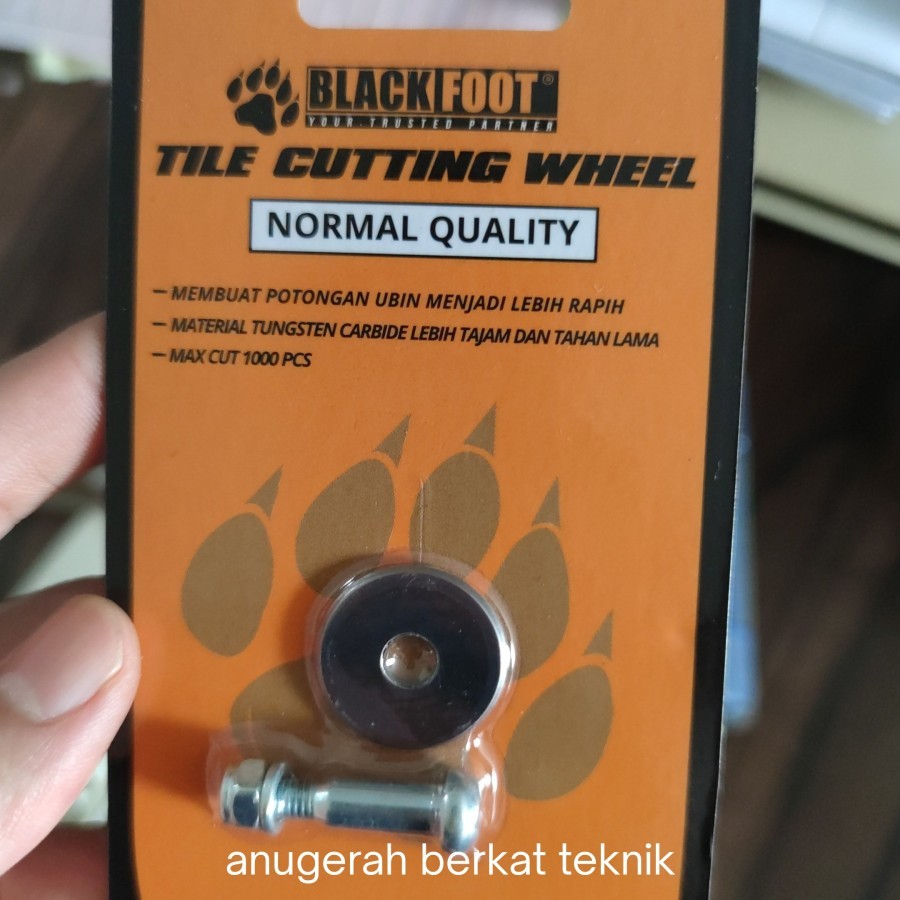 BLACKFOOT®
YOUR TRUSTED PARTNER
TILE CUTTING WHEEL
NORMAL QUALITY
– MEMBUAT POTONGAN UBIN MENJADI LEBIH RAPIH
– MATERIAL TUNGSTEN CARBIDE LEBIH TAJAM DAN TAHAN LAMA
– MAX CUT 1000 PCS
anugerah berkat teknik